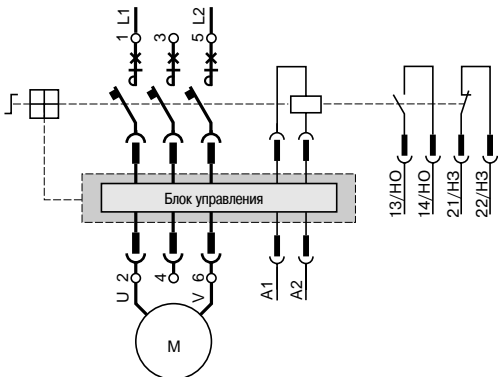 L1
L2
1
3
5
13/НО
14/НО
21/НЗ
22/НЗ
Блок управления
U
2
4
V
6
A1
A2
M